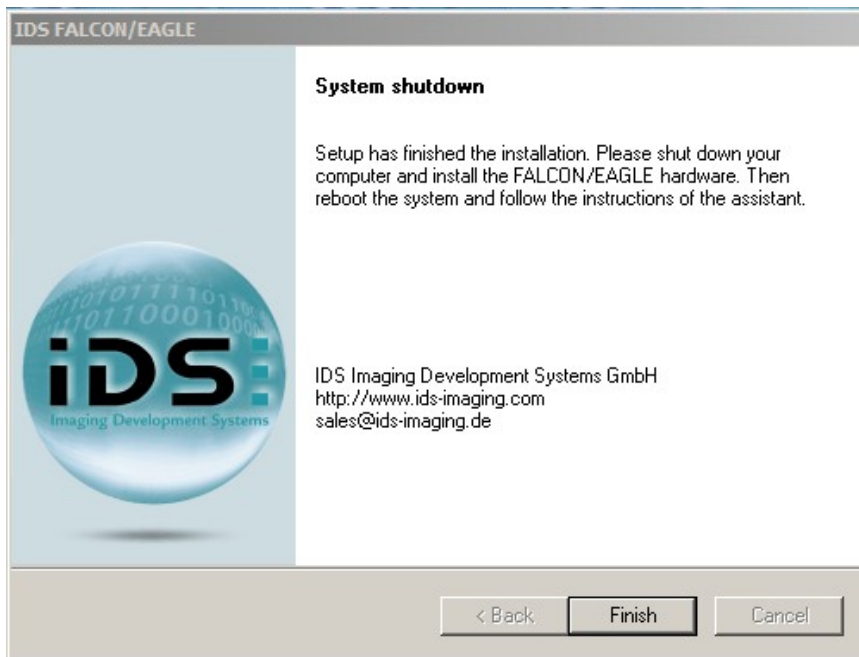 IDS FALCON/EAGLE
System shutdown
Setup has finished the installation. Please shut down your
computer and install the FALCON/EAGLE hardware. Then
reboot the system and follow the instructions of the assistant.
iDS:
Imaging Development Systems
IDS Imaging Development Systems GmbH
http://www.ids-imaging.com
sales@ids-imaging.de
< Back
Finish
Cancel